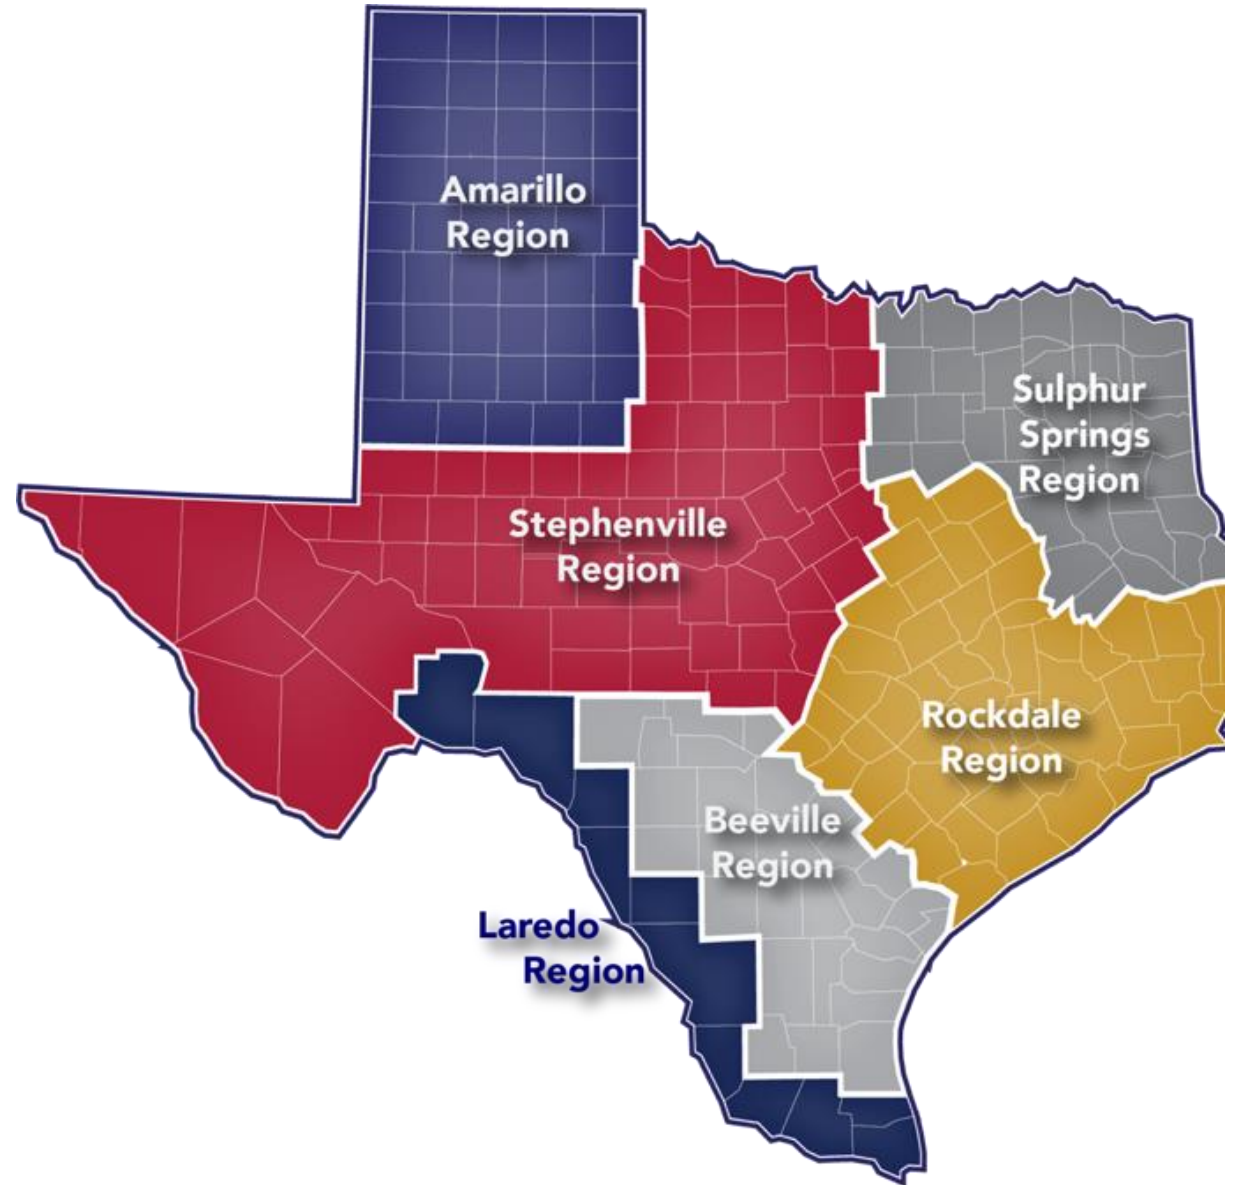 Amarillo
Region
Sulphur
Springs
Region
Stephenville
Region
Rockdale
Region
Beeville
Region
Laredo
Region